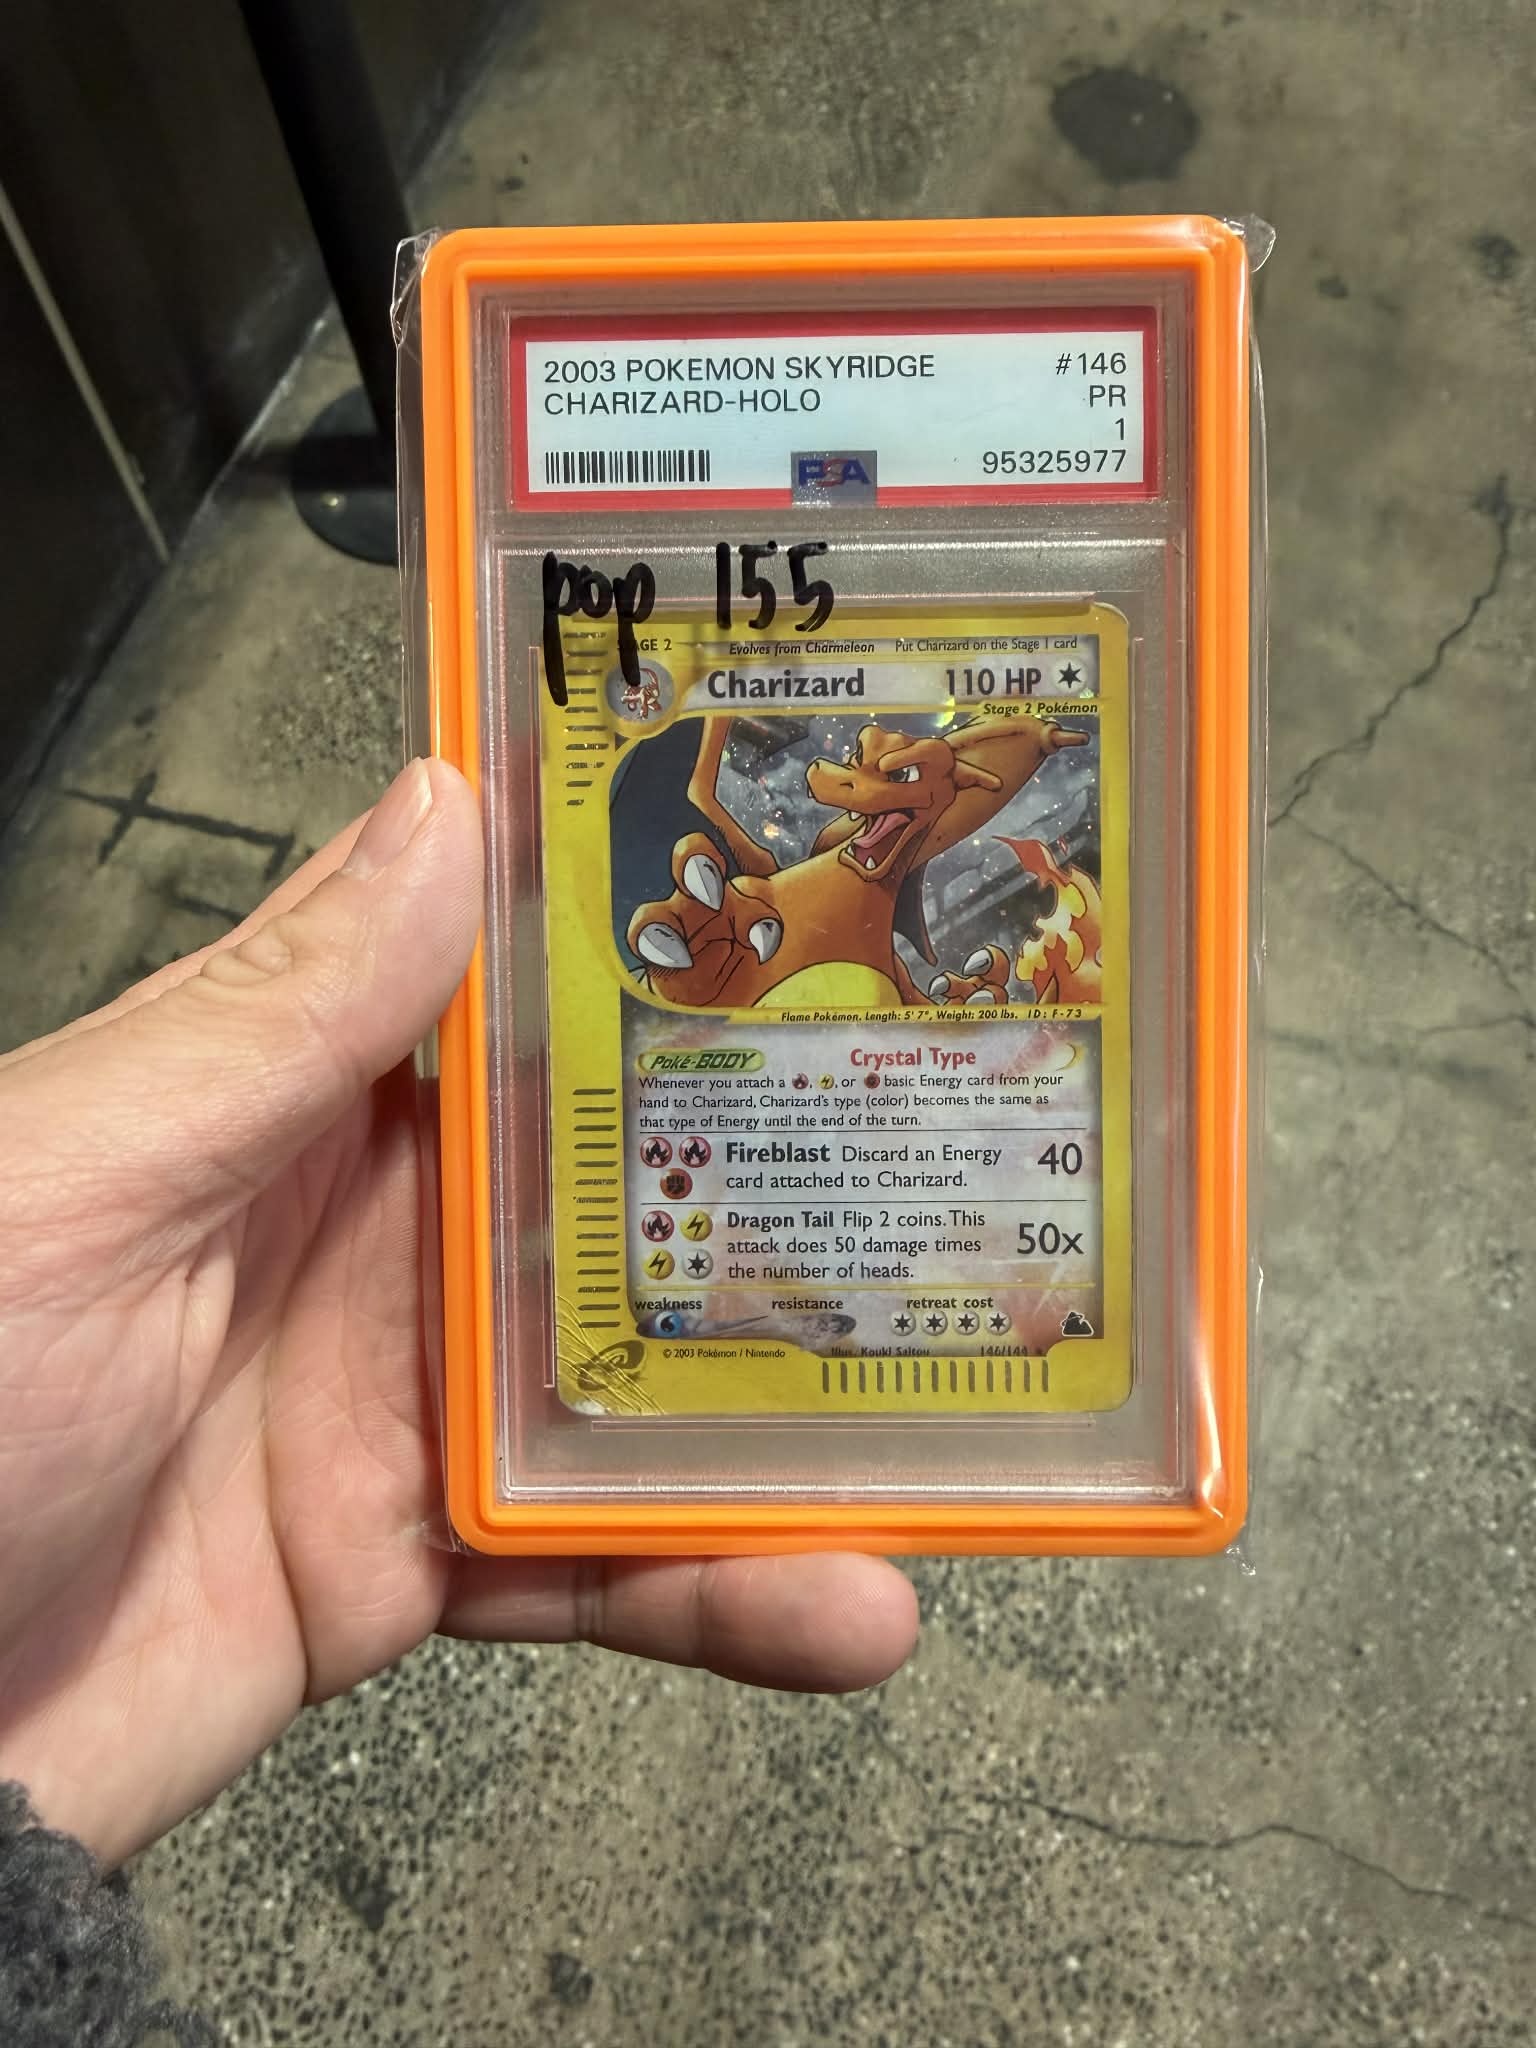 2003 POKEMON SKYRIDGE #146
CHARIZARD-HOLO PR
1
PSA 95325977
pop 155
STAGE 2 Evolves from Charmeleon Put Charizard on the Stage 1 card
Charizard 110 HP
Stage 2 Pokémon
Flame Pokémon. Length: 5' 7", Weight: 200 lbs. ID: F-73
Poké-BODY Crystal Type
Whenever you attach a , , or basic Energy card from your
hand to Charizard, Charizard's type (color) becomes the same as
that type of Energy until the end of the turn.
Fireblast Discard an Energy 40
card attached to Charizard.
Dragon Tail Flip 2 coins. This
attack does 50 damage times 50x
the number of heads.
weakness resistance retreat cost
© 2003 Pokémon / Nintendo Illus. Kouki Saitou 146/144